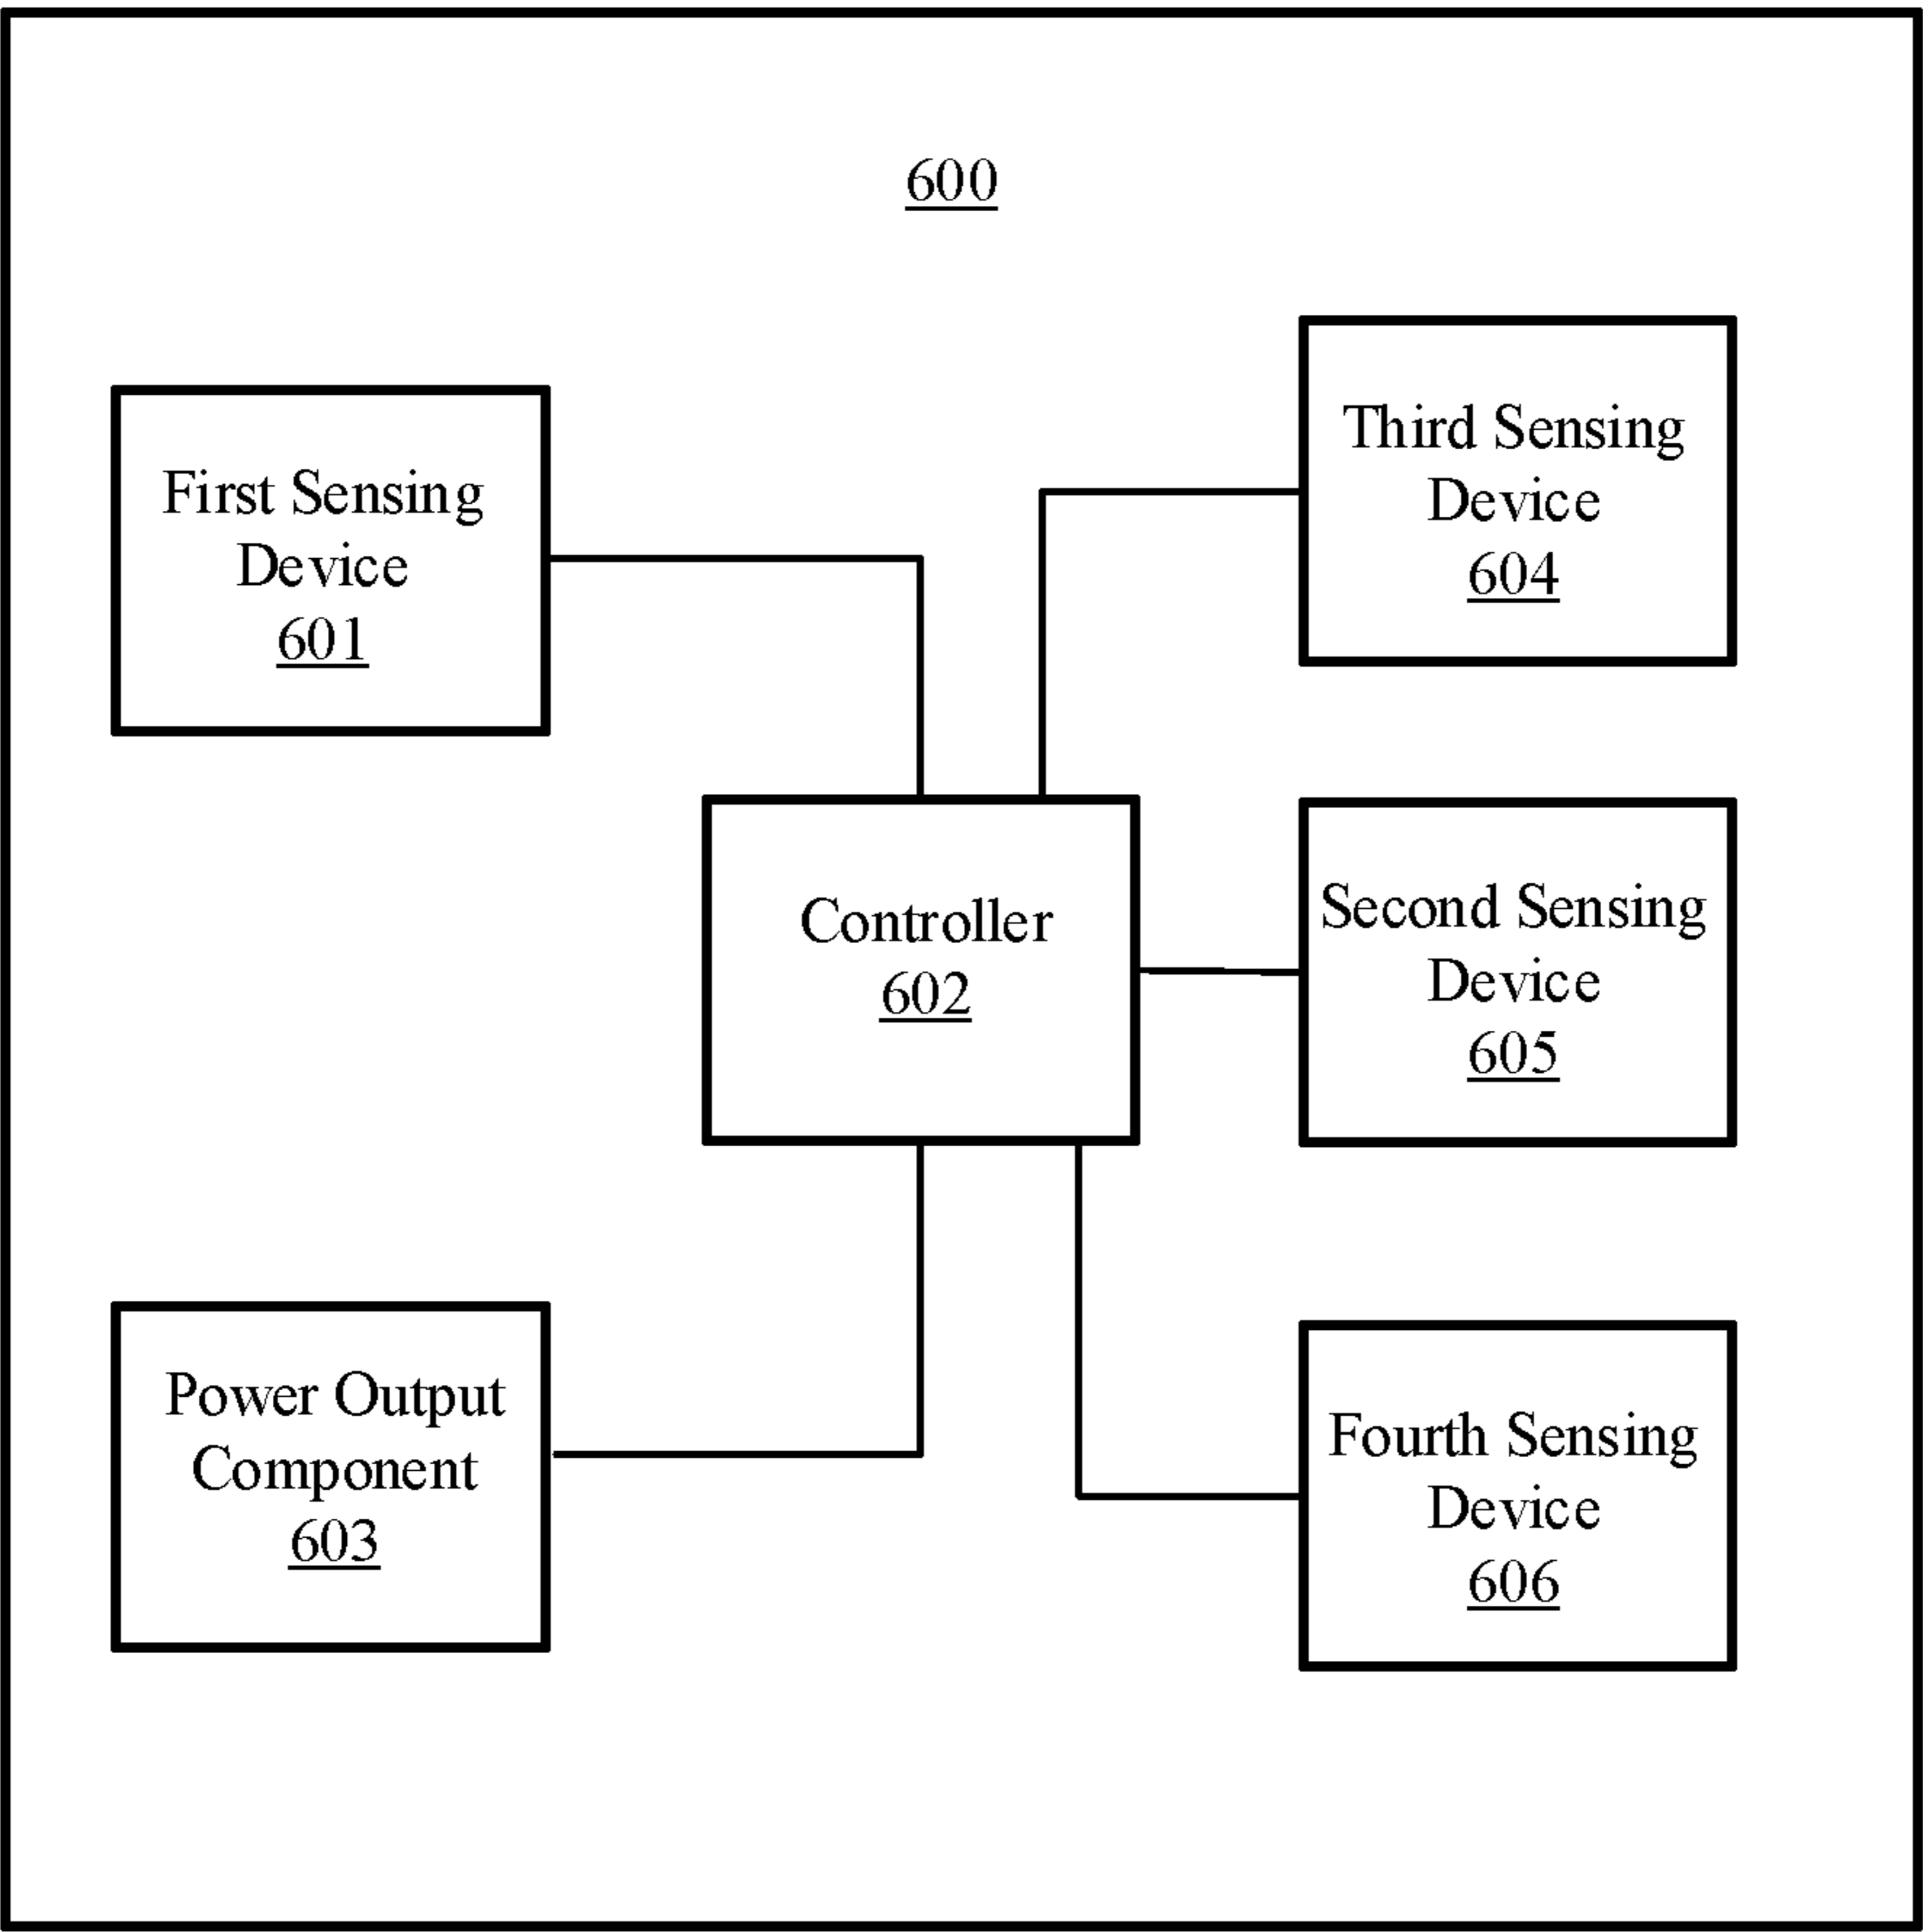 600
First Sensing
Device
601
Third Sensing
Device
604
Controller
602
Second Sensing
Device
605
Power Output
Component
603
Fourth Sensing
Device
606